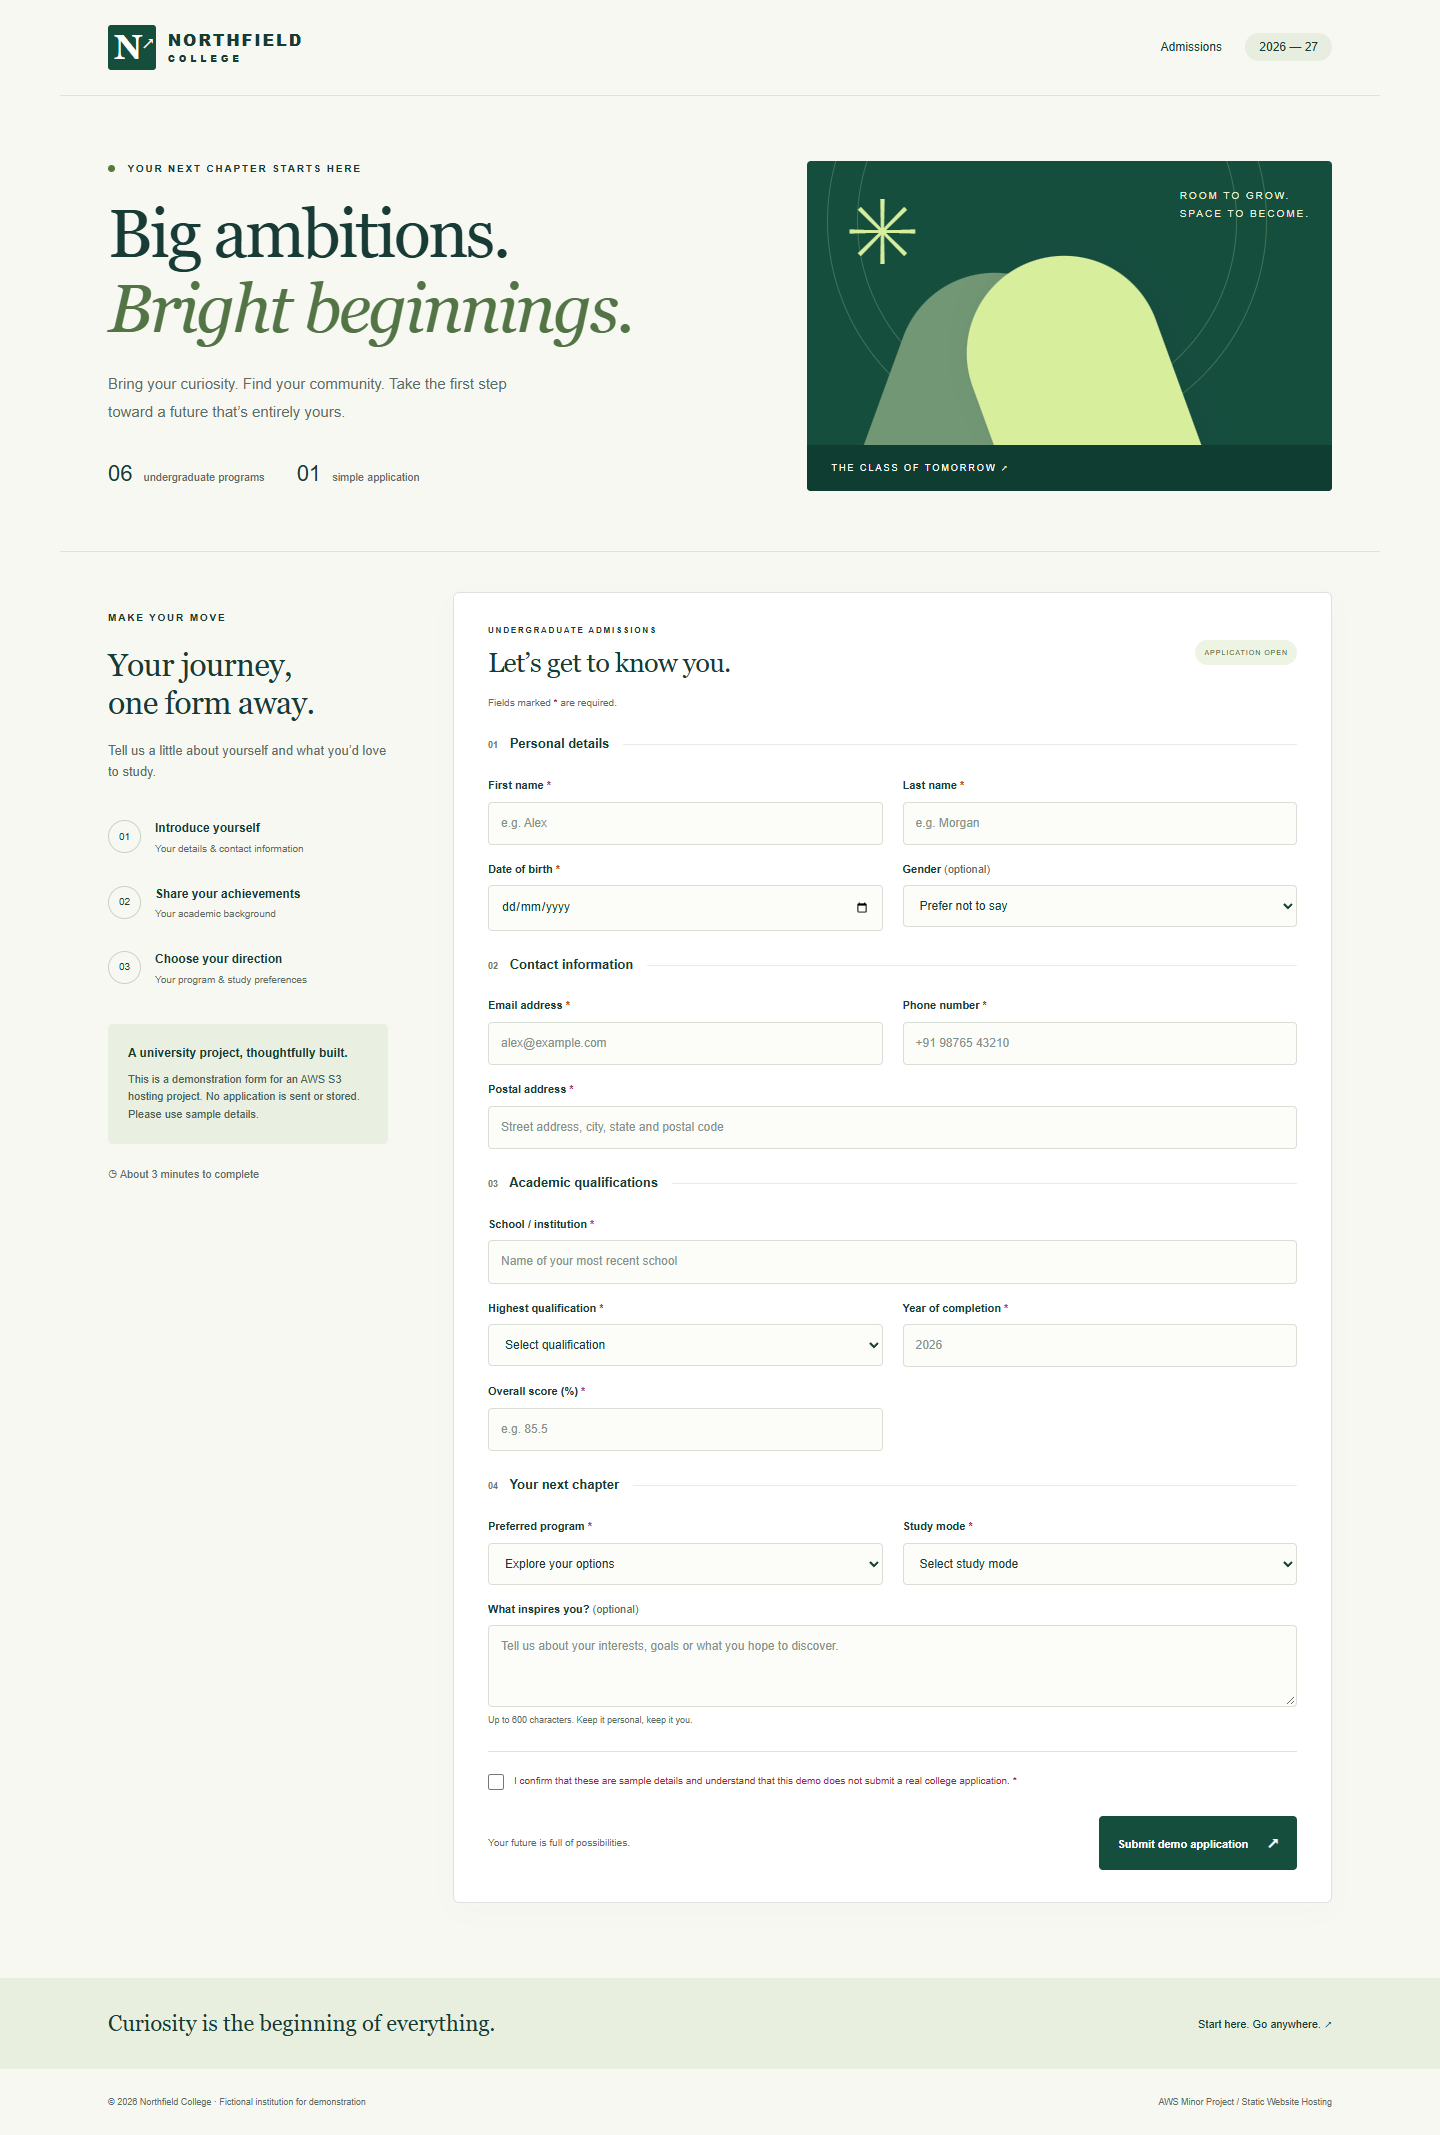 N↗ NORTHFIELD
COLLEGE
Admissions
2026 — 27
YOUR NEXT CHAPTER STARTS HERE
Big ambitions.
Bright beginnings.
Bring your curiosity. Find your community. Take the first step
toward a future that’s entirely yours.
06 undergraduate programs
01 simple application
ROOM TO GROW.
SPACE TO BECOME.
THE CLASS OF TOMORROW ↗
MAKE YOUR MOVE
Your journey,
one form away.
Tell us a little about yourself and what you’d love
to study.
01 Introduce yourself
Your details & contact information
02 Share your achievements
Your academic background
03 Choose your direction
Your program & study preferences
A university project, thoughtfully built.
This is a demonstration form for an AWS S3
hosting project. No application is sent or stored.
Please use sample details.
◷ About 3 minutes to complete
UNDERGRADUATE ADMISSIONS
Let’s get to know you.
APPLICATION OPEN
Fields marked * are required.
01 Personal details
First name *
Last name *
e.g. Alex
e.g. Morgan
Date of birth *
Gender (optional)
dd/mm/yyyy
Prefer not to say
02 Contact information
Email address *
Phone number *
alex@example.com
+91 98765 43210
Postal address *
Street address, city, state and postal code
03 Academic qualifications
School / institution *
Name of your most recent school
Highest qualification *
Year of completion *
Select qualification
2026
Overall score (%) *
e.g. 85.5
04 Your next chapter
Preferred program *
Study mode *
Explore your options
Select study mode
What inspires you? (optional)
Tell us about your interests, goals or what you hope to discover.
Up to 600 characters. Keep it personal, keep it you.
I confirm that these are sample details and understand that this demo does not submit a real college application. *
Your future is full of possibilities.
Submit demo application ↗
Curiosity is the beginning of everything.
Start here. Go anywhere. ↗
© 2026 Northfield College · Fictional institution for demonstration
AWS Minor Project / Static Website Hosting